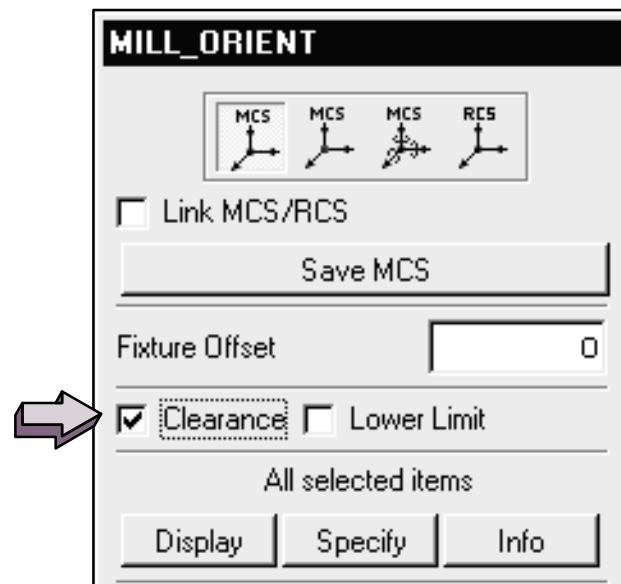 MILL_ORIENT
MCS MCS MCS RCS
Link MCS/RCS
Save MCS
Fixture Offset 0
Clearance Lower Limit
All selected items
Display Specify Info